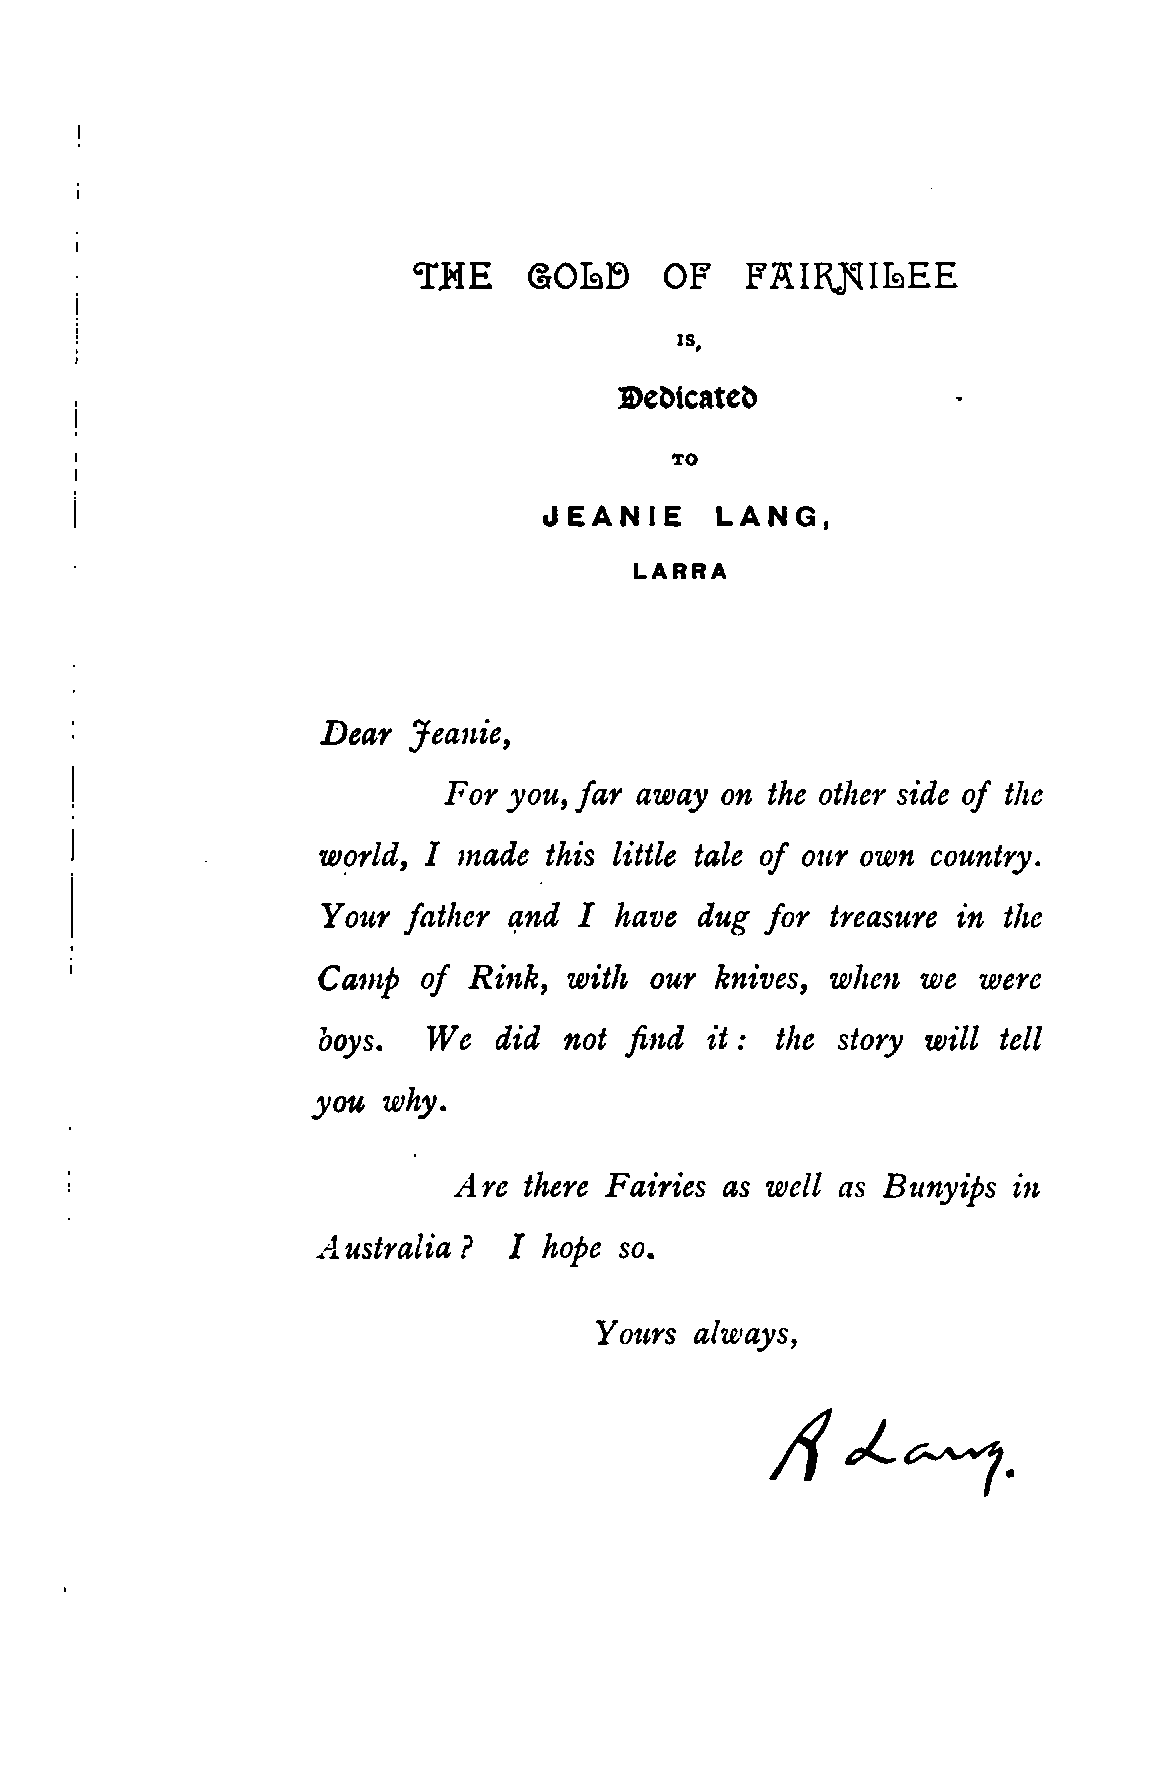 THE GOLD OF FAIRNILEE
IS,
Dedicated
TO
JEANIE LANG,
LARRA
Dear Jeanie,
For you, far away on the other side of the
world, I made this little tale of our own country.
Your father and I have dug for treasure in the
Camp of Rink, with our knives, when we were
boys. We did not find it: the story will tell
you why.
Are there Fairies as well as Bunyips in
Australia? I hope so.
Yours always,
A Lang.